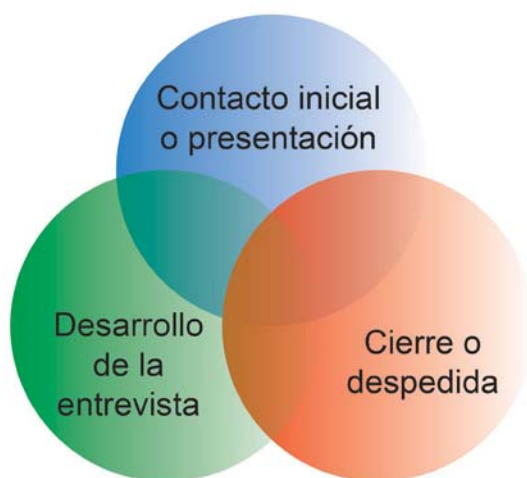 Contacto inicial
o presentación
Desarrollo
de la
entrevista
Cierre o
despedida